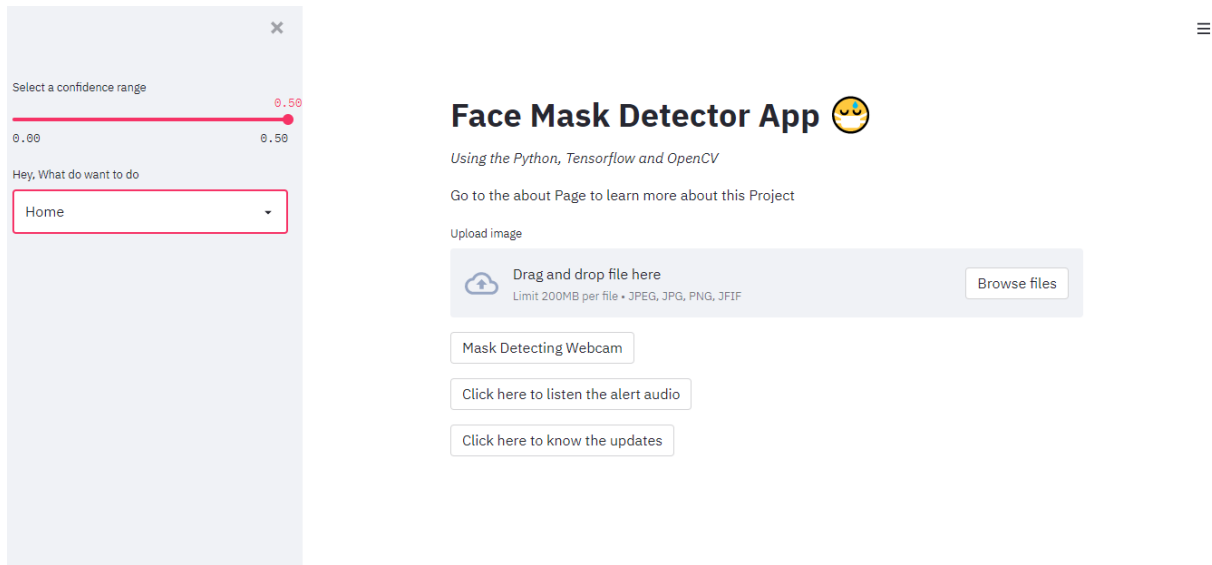 Select a confidence range
0.50
0.00 0.50
Hey, What do want to do
Home
Face Mask Detector App
Using the Python, Tensorflow and OpenCV
Go to the about Page to learn more about this Project
Upload image
Drag and drop file here
Limit 200MB per file • JPEG, JPG, PNG, JFIF
Browse files
Mask Detecting Webcam
Click here to listen the alert audio
Click here to know the updates